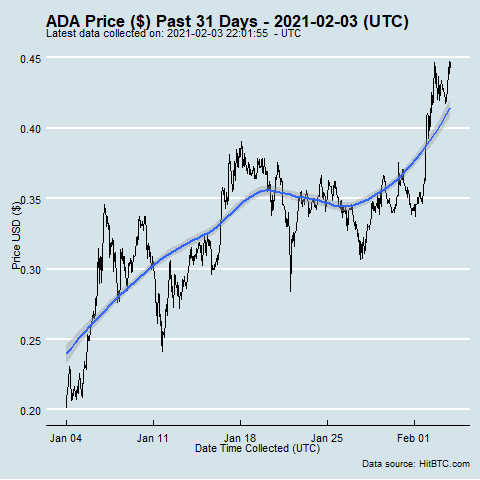 ADA Price ($) Past 31 Days - 2021-02-03 (UTC)
Latest data collected on: 2021-02-03 22:01:55 - UTC
0.45
0.40
0.35
0.30
0.25
0.20
Price USD ($)
Jan 04 Jan 11 Jan 18 Jan 25 Feb 01
Date Time Collected (UTC)
Data source: HitBTC.com